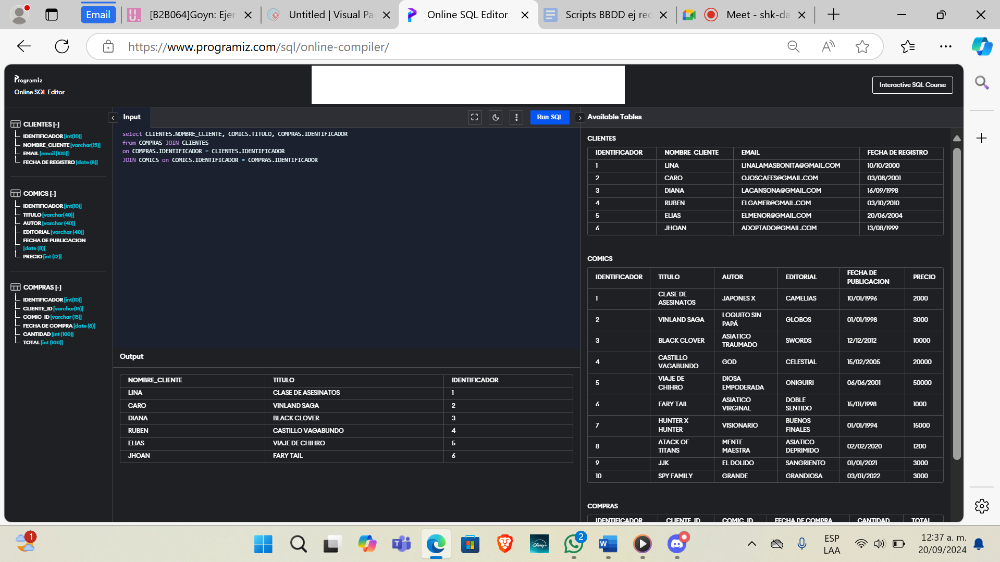 Email
[B2B064]Goyn: Ejer
Untitled | Visual Pa
Online SQL Editor
Scripts BBDD ej rec
Meet - shk-da
https://www.programiz.com/sql/online-compiler/
Programiz
Online SQL Editor
Interactive SQL Course
CLIENTES [-]
IDENTIFICADOR [int(10)]
NOMBRE_CLIENTE [varchar(15)]
EMAIL [email (100)]
FECHA DE REGISTRO [date (8)]
COMICS [-]
IDENTIFICADOR [int(10)]
TITULO [varchar(40)]
AUTOR [varchar (40)]
EDITORIAL [varchar (40)]
FECHA DE PUBLICACION
[date (8)]
PRECIO [int (12)]
COMPRAS [-]
IDENTIFICADOR [int(10)]
CLIENTE_ID [varchar(15)]
COMIC_ID [varchar (15)]
FECHA DE COMPRA [date (8)]
CANTIDAD [int (100)]
TOTAL [int (100)]
Input
Run SQL
select CLIENTES.NOMBRE_CLIENTE, COMICS.TITULO, COMPRAS.IDENTIFICADOR
from COMPRAS JOIN CLIENTES
on COMPRAS.IDENTIFICADOR = CLIENTES.IDENTIFICADOR
JOIN COMICS on COMICS.IDENTIFICADOR = COMPRAS.IDENTIFICADOR
Output
NOMBRE_CLIENTE TITULO IDENTIFICADOR
LINA CLASE DE ASESINATOS 1
CARO VINLAND SAGA 2
DIANA BLACK CLOVER 3
RUBEN CASTILLO VAGABUNDO 4
ELIAS VIAJE DE CHIHRO 5
JHOAN FARY TAIL 6
Available Tables
CLIENTES
IDENTIFICADOR NOMBRE_CLIENTE EMAIL FECHA DE REGISTRO
1 LINA LINALAMASBONITA@GMAIL.COM 10/10/2000
2 CARO OJOSCAFES@GMAIL.COM 03/08/2001
3 DIANA LACANSONA@GMAIL.COM 16/09/1998
4 RUBEN ELGAMER@GMAIL.COM 03/10/2010
5 ELIAS ELMENOR@GMAIL.COM 20/06/2004
6 JHOAN ADOPTADO@GMAIL.COM 13/08/1999
COMICS
IDENTIFICADOR TITULO AUTOR EDITORIAL FECHA DE PUBLICACION PRECIO
1 CLASE DE ASESINATOS JAPONES X CAMELIAS 10/01/1996 2000
2 VINLAND SAGA LOQUITO SIN PAPÁ GLOBOS 01/01/1998 3000
3 BLACK CLOVER ASIATICO TRAUMADO SWORDS 12/12/2012 10000
4 CASTILLO VAGABUNDO GOD CELESTIAL 15/02/2005 20000
5 VIAJE DE CHIHRO DIOSA EMPODERADA ONIGUIRI 06/06/2001 50000
6 FARY TAIL ASIATICO VIRGINAL DOBLE SENTIDO 15/01/1998 1000
7 HUNTER X HUNTER VISIONARIO BUENOS FINALES 01/01/1994 15000
8 ATACK OF TITANS MENTE MAESTRA ASIATICO DEPRIMIDO 02/02/2020 1200
9 JJK EL DOLIDO SANGRIENTO 01/01/2021 3000
10 SPY FAMILY GRANDE GRANDIOSA 03/01/2022 3000
COMPRAS
IDENTIFICADOR CLIENTE_ID COMIC_ID FECHA DE COMPRA CANTIDAD TOTAL
1
Disney+
2
W
ESP
LAA
12:37 a. m.
20/09/2024